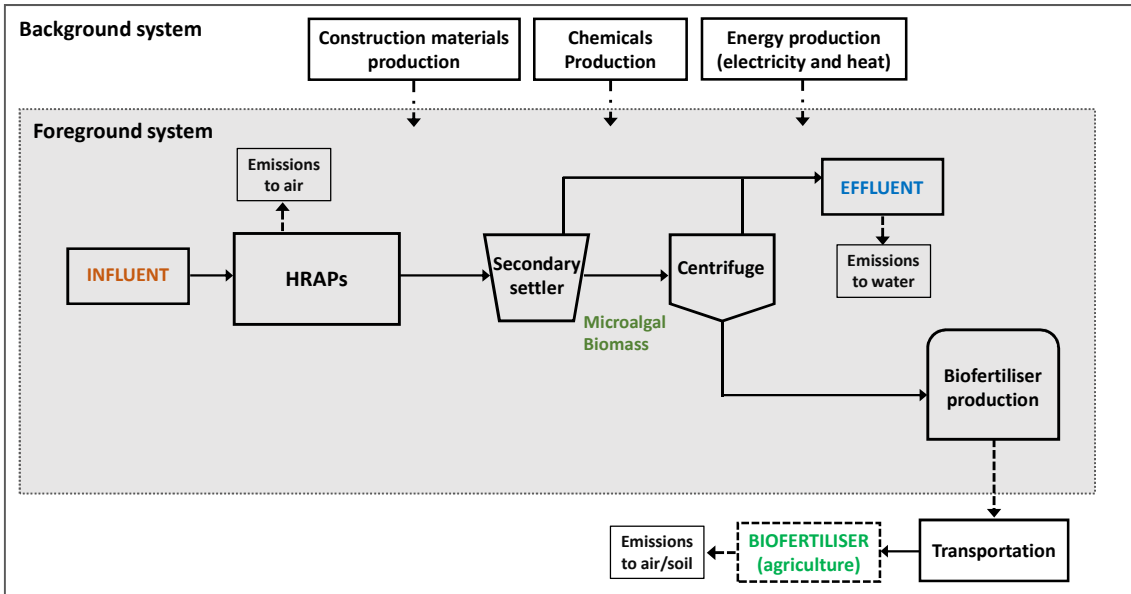 Background system
Construction materials
production
Chemicals
Production
Energy production
(electricity and heat)
Foreground system
Emissions
to air
INFLUENT
HRAPs
Secondary
settler
Microalgal
Biomass
Centrifuge
EFFLUENT
Emissions
to water
Biofertiliser
production
Transportation
BIOFERTILISER
(agriculture)
Emissions
to air/soil